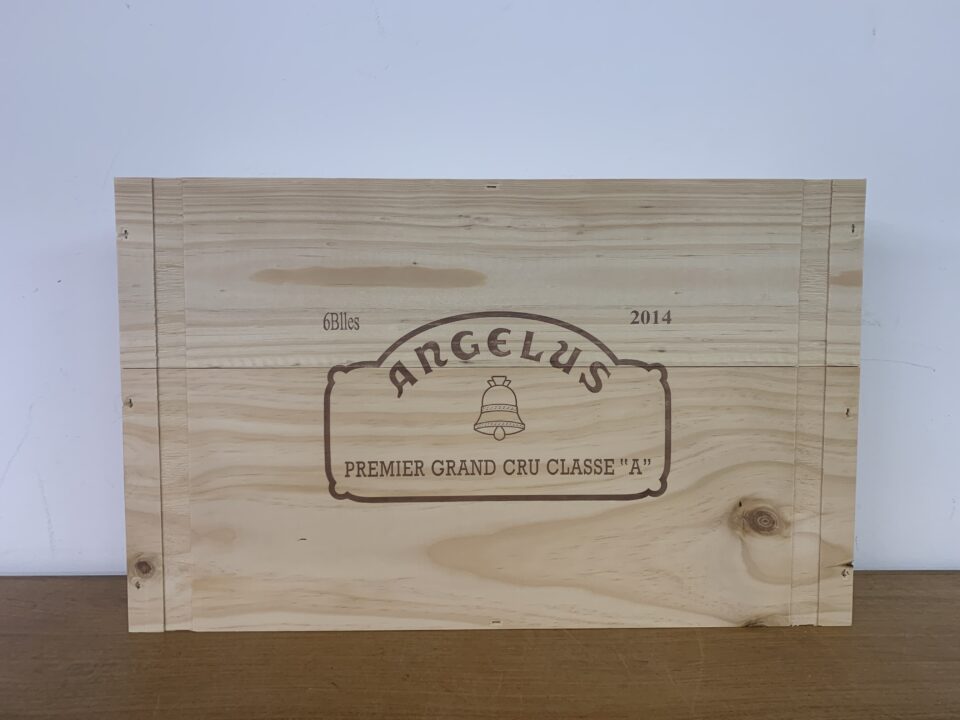 6Blles
2014
ANGELUS
PREMIER GRAND CRU CLASSE "A"